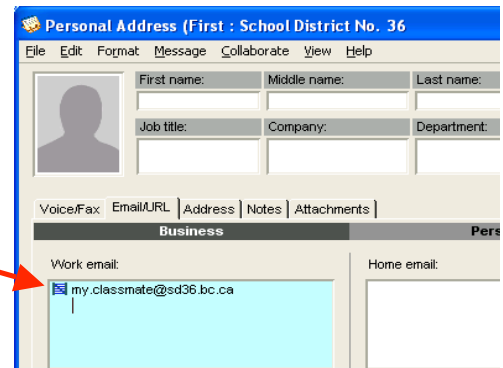 Personal Address (First : School District No. 36
File Edit Format Message Collaborate View Help
First name: Middle name: Last name:
Job title: Company: Department:
Voice/Fax Email/URL Address Notes Attachments
Business Pers
Work email: Home email:
my.classmate@sd36.bc.ca